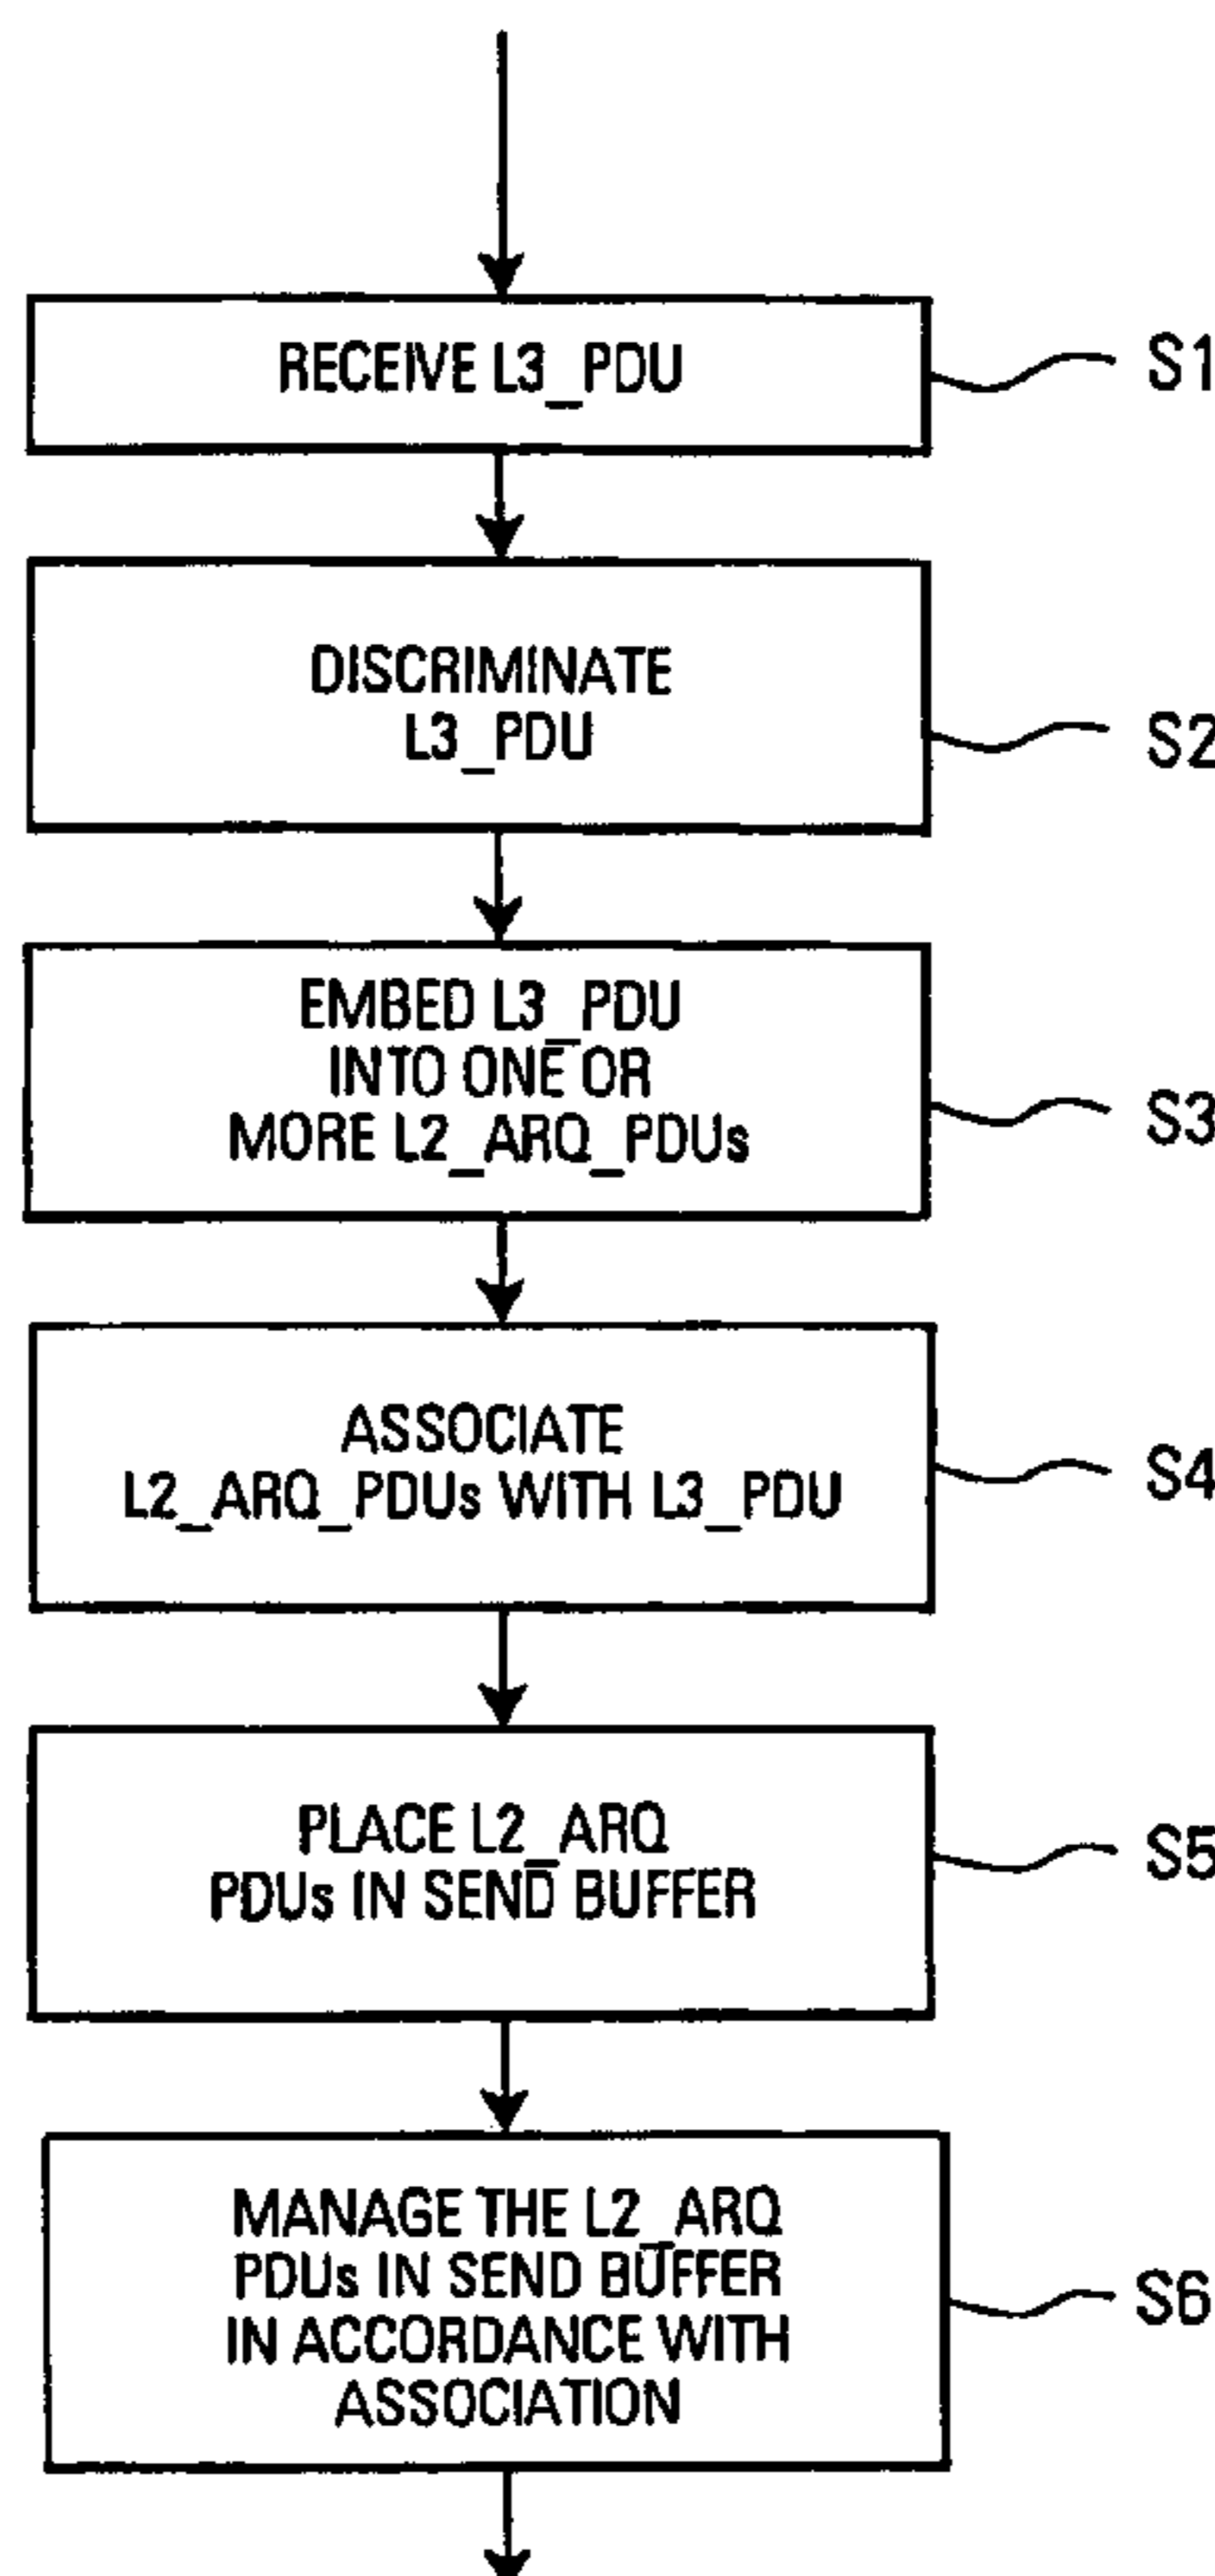 RECEIVE L3_PDU
S1
DISCRIMINATE
L3_PDU
S2
EMBED L3_PDU
INTO ONE OR
MORE L2_ARQ_PDUs
S3
ASSOCIATE
L2_ARQ_PDUs WITH L3_PDU
S4
PLACE L2_ARQ
PDUs IN SEND BUFFER
S5
MANAGE THE L2_ARQ
PDUs IN SEND BUFFER
IN ACCORDANCE WITH
ASSOCIATION
S6